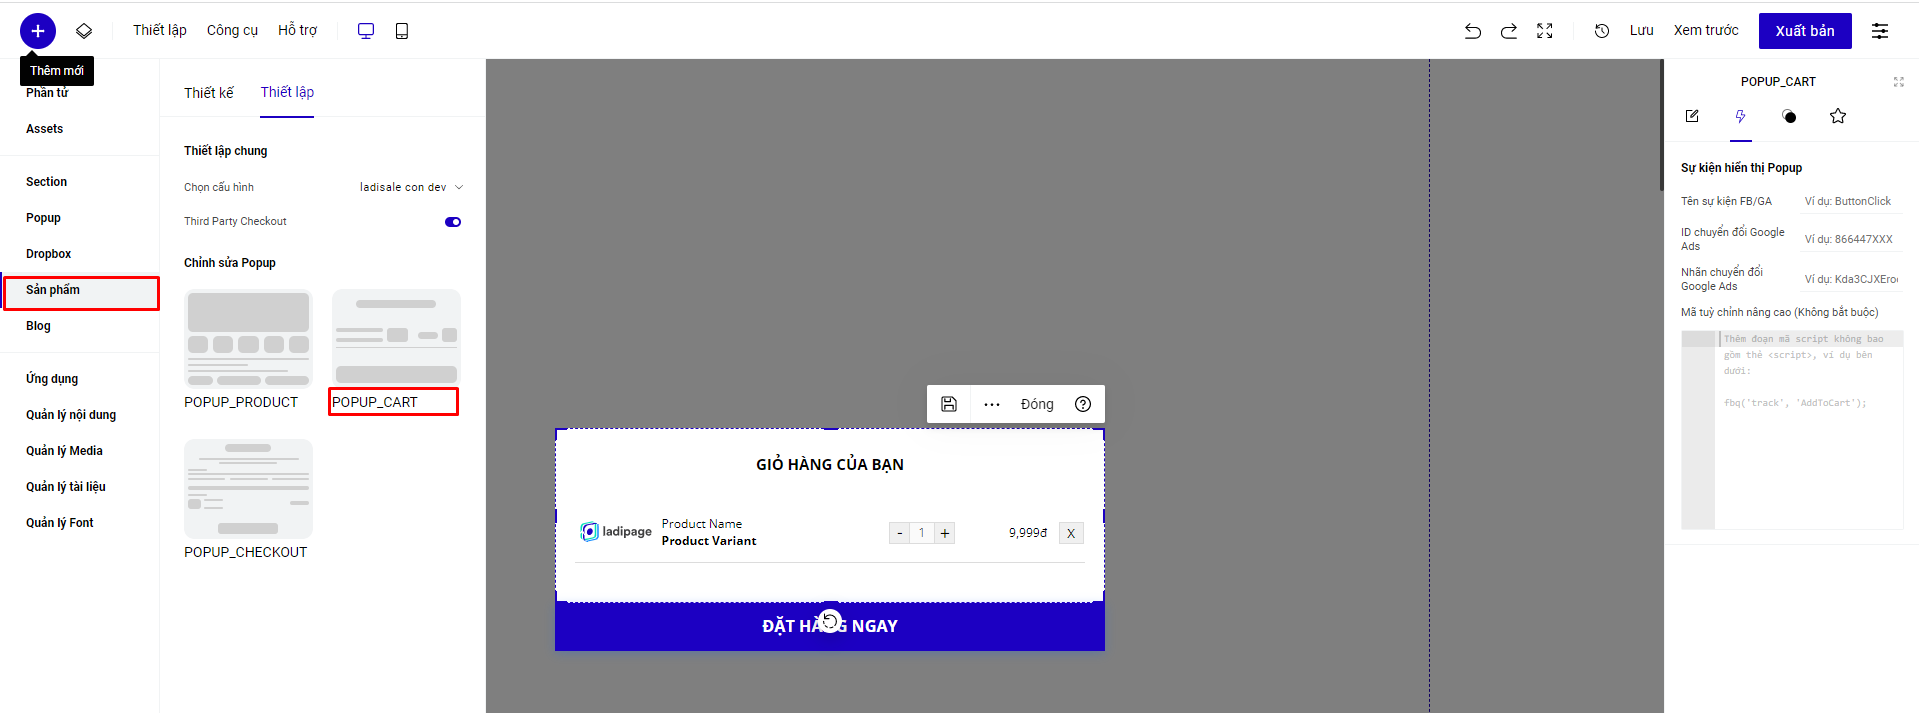 Thiết lập
Công cụ
Hỗ trợ
Lưu
Xem trước
Xuất bản
Thêm mới
Phần tử
Assets
Section
Popup
Dropbox
Sản phẩm
Blog
Ứng dụng
Quản lý nội dung
Quản lý Media
Quản lý tài liệu
Quản lý Font
Thiết kế
Thiết lập
Thiết lập chung
Chọn cấu hình
ladisale con dev
Third Party Checkout
Chỉnh sửa Popup
POPUP_PRODUCT
POPUP_CART
POPUP_CHECKOUT
Đóng
GIỎ HÀNG CỦA BẠN
ladipage
Product Name
Product Variant
- 1 +
9,999đ
X
ĐẶT HÀNG NGAY
POPUP_CART
Sự kiện hiển thị Popup
Tên sự kiện FB/GA
Ví dụ: ButtonClick
ID chuyển đổi Google
Ads
Ví dụ: 866447XXX
Nhãn chuyển đổi
Google Ads
Ví dụ: Kda3CJXEro
Mã tuỳ chỉnh nâng cao (Không bắt buộc)
Thêm đoạn mã script không bao
gồm thẻ <script>, ví dụ bên
dưới:
fbq('track', 'AddToCart');